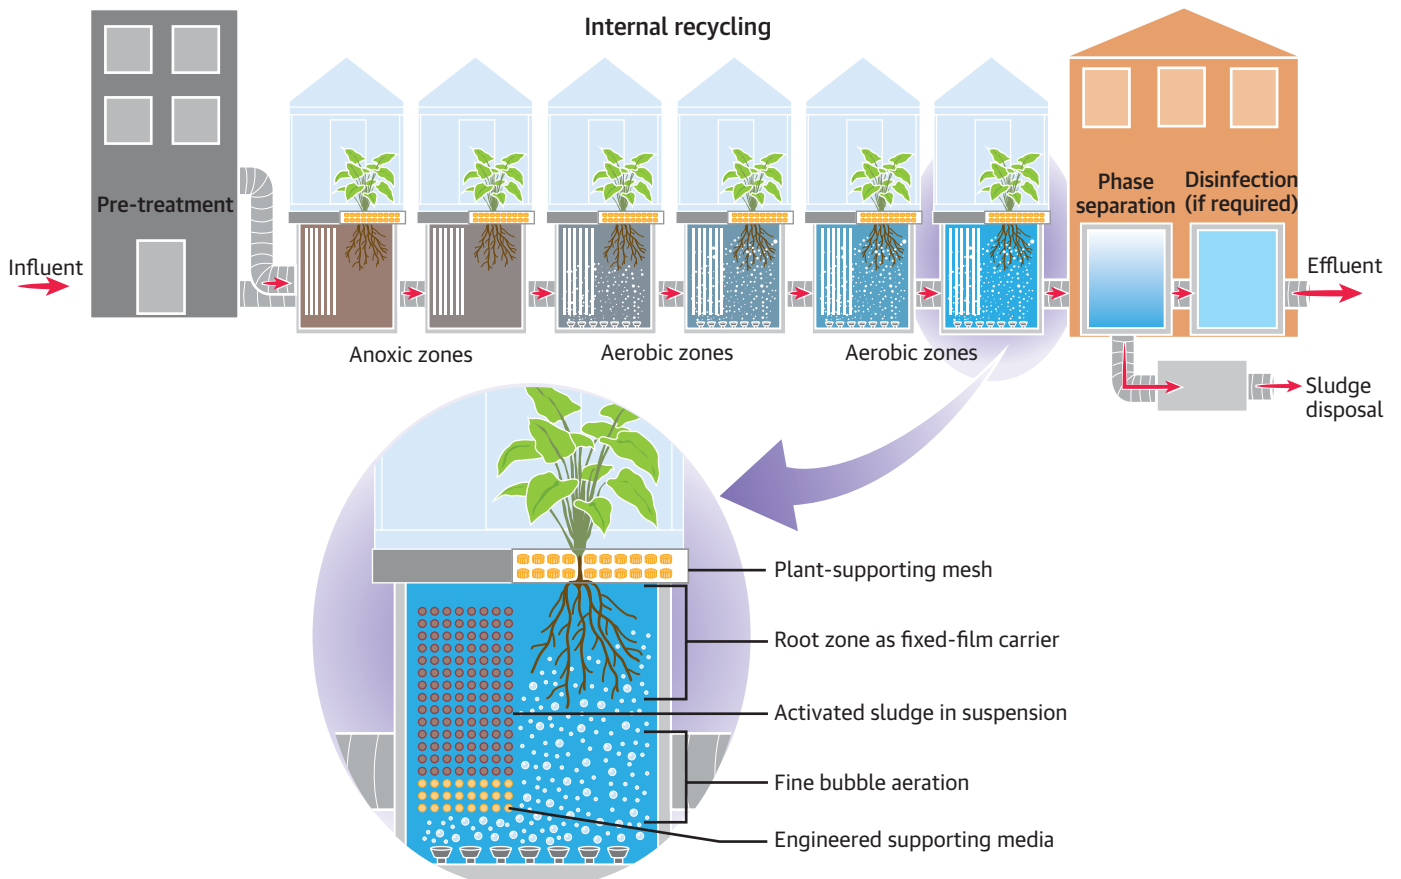 Internal recycling
Pre-treatment
Influent
Phase
separation
Disinfection
(if required)
Effluent
Anoxic zones
Aerobic zones
Aerobic zones
Sludge
disposal
Plant-supporting mesh
Root zone as fixed-film carrier
Activated sludge in suspension
Fine bubble aeration
Engineered supporting media